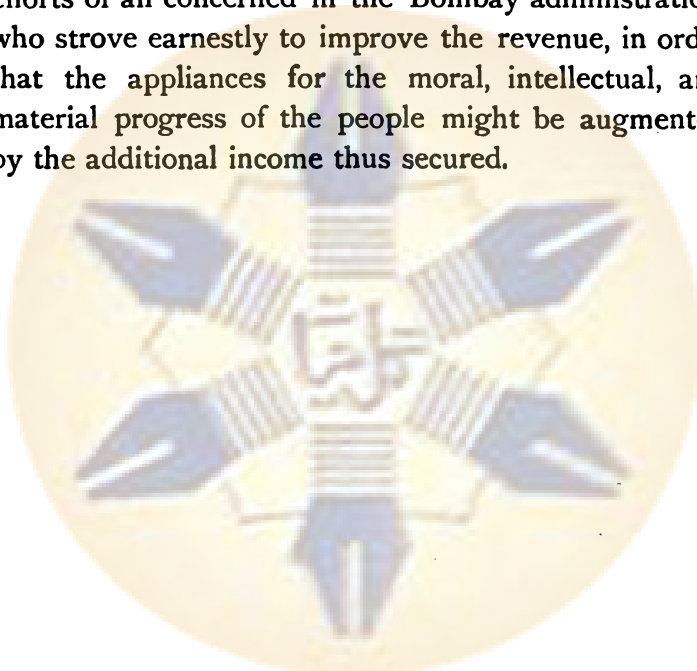 efforts of all concerned in the Bombay administratio
who strove earnestly to improve the revenue, in ord
that the appliances for the moral, intellectual, a
material progress of the people might be augment
by the additional income thus secured.